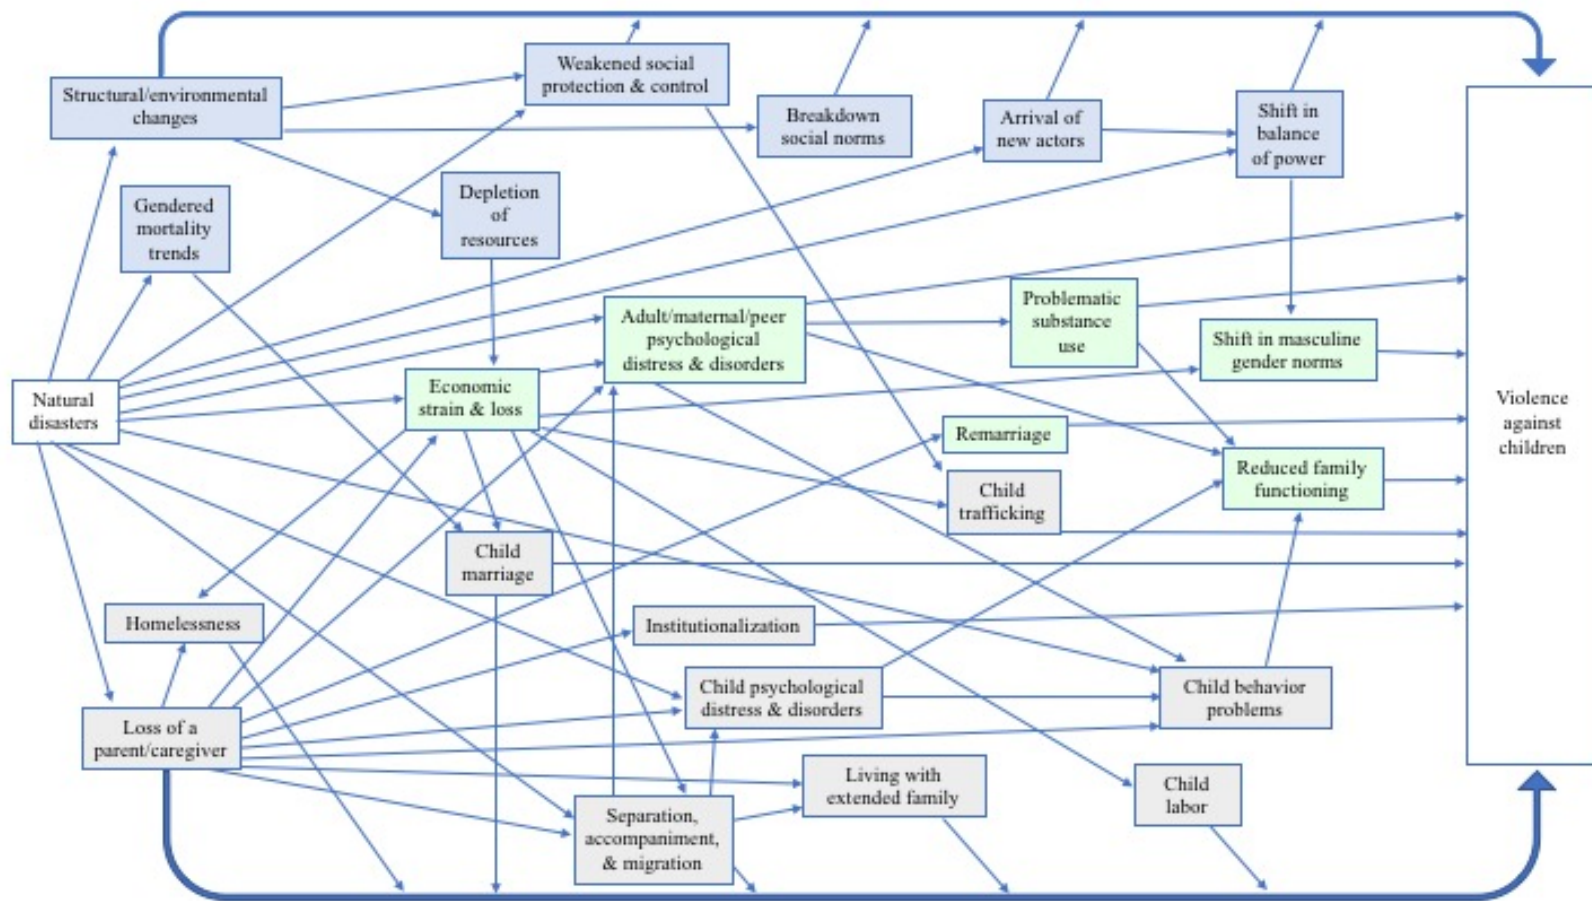 Structural/environmental
changes
Weakened social
protection & control
Breakdown
social norms
Arrival of
new actors
Shift in
balance
of power
Gendered
mortality
trends
Depletion
of
resources
Adult/maternal/peer
psychological
distress & disorders
Problematic
substance
use
Shift in masculine
gender norms
Natural
disasters
Economic
strain & loss
Remarriage
Reduced family
functioning
Violence
against
children
Child
trafficking
Child
marriage
Homelessness
Institutionalization
Loss of a
parent/caregiver
Child psychological
distress & disorders
Child behavior
problems
Separation,
accompaniment,
& migration
Living with
extended family
Child
labor